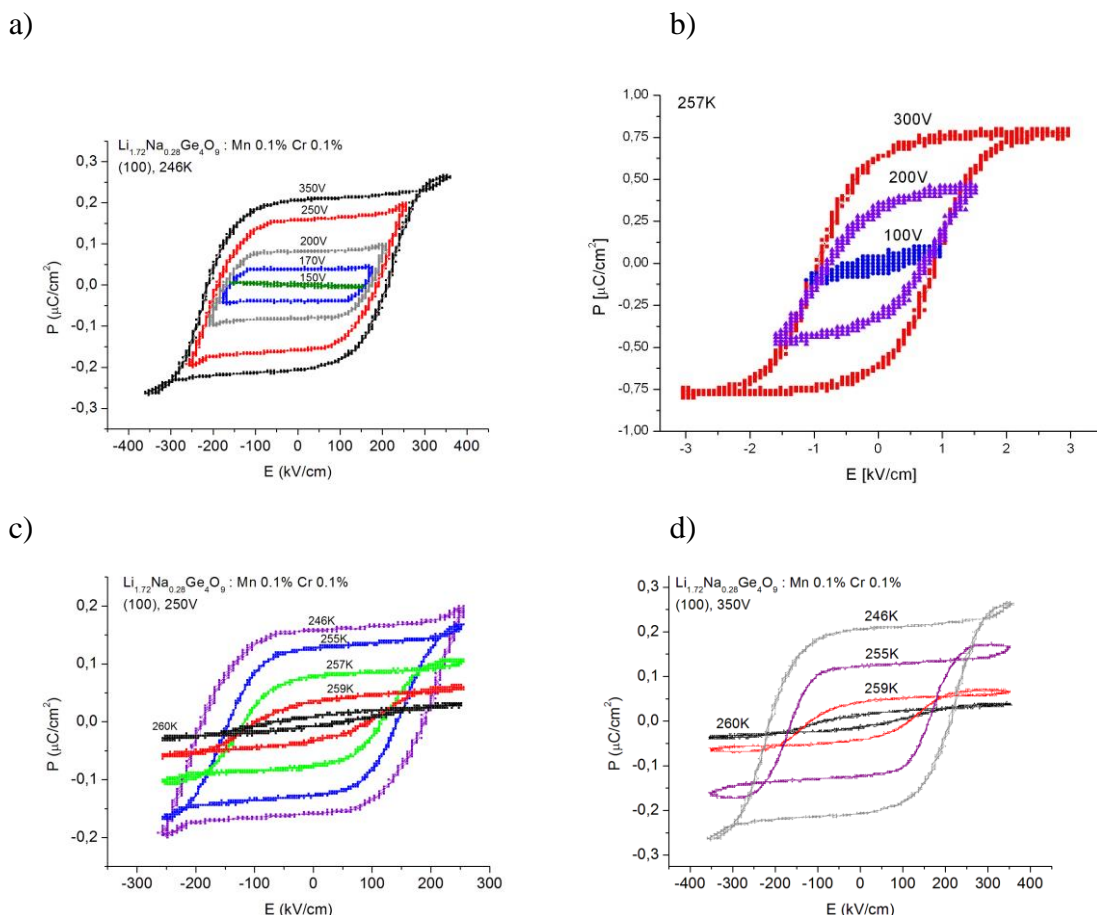 a)
b)
Li1.72Na0.28Ge4O9 : Mn 0.1% Cr 0.1%
(100), 246K
0,3
0,2
0,1
0,0
-0,1
-0,2
-0,3
350V
250V
200V
170V
150V
P (μC/cm2)
-400 -300 -200 -100 0 100 200 300 400
E (kV/cm)
257K
1,00
0,75
0,50
0,25
0,00
-0,25
-0,50
-0,75
-1,00
300V
200V
100V
P [μC/cm2]
-3 -2 -1 0 1 2 3
E [kV/cm]
c)
d)
Li1.72Na0.28Ge4O9 : Mn 0.1% Cr 0.1%
(100), 250V
0,2
0,1
0,0
-0,1
-0,2
246K
255K
257K
259K
260K
P (μC/cm2)
-300 -200 -100 0 100 200 300
E (kV/cm)
Li1.72Na0.28Ge4O9 : Mn 0.1% Cr 0.1%
(100), 350V
0,3
0,2
0,1
0,0
-0,1
-0,2
-0,3
246K
255K
259K
260K
P (μC/cm2)
-400 -300 -200 -100 0 100 200 300 400
E (kV/cm)